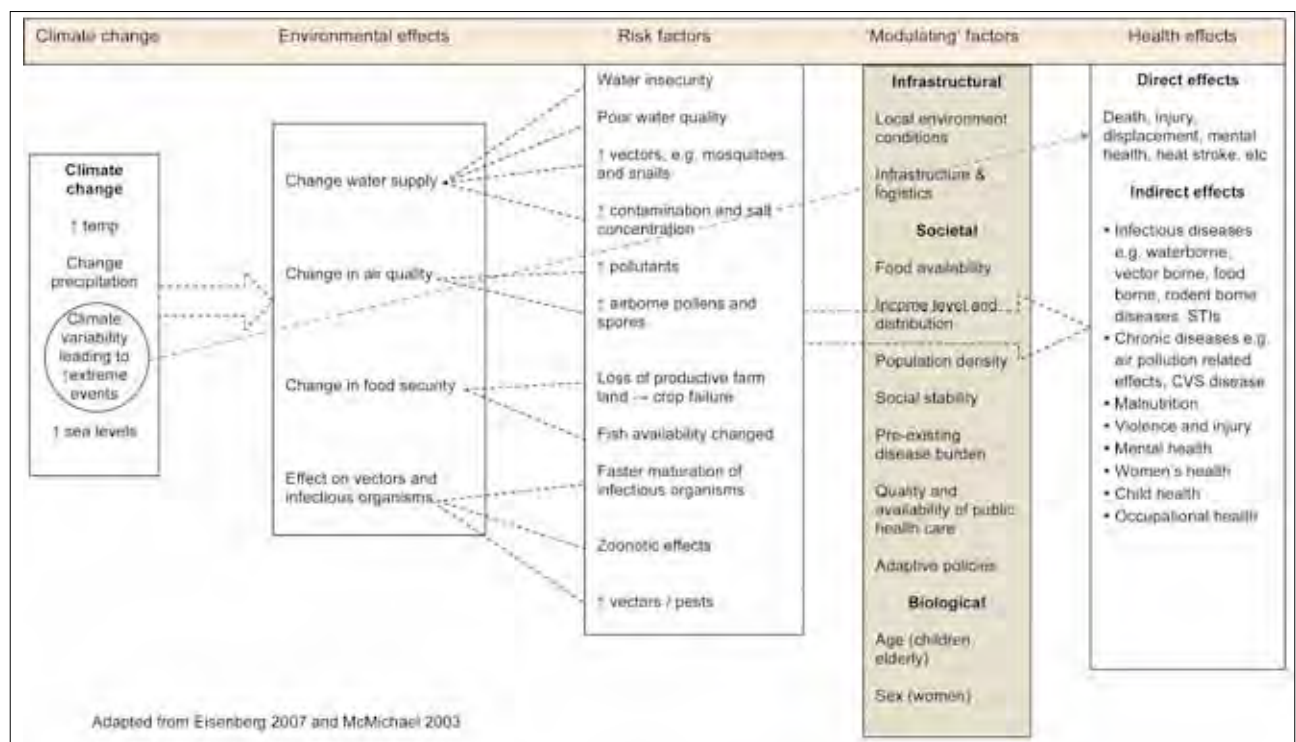 Climate change
Environmental effects
Risk factors
'Modulating' factors
Health effects
Climate
change
↑ temp
Change
precipitation
Climate
variability
leading to
↑extreme
events
↑ sea levels
Change water supply
Change in air quality
Change in food security
Effect on vectors and
infectious organisms
Water insecurity
Poor water quality
↑ vectors, e.g. mosquitoes
and snails
↑ contamination and salt
concentration
↑ pollutants
↑ airborne pollens and
spores
Loss of productive farm
land → crop failure
Fish availability changed
Faster maturation of
infectious organisms
Zoonotic effects
↑ vectors / pests
Infrastructural
Local environment
conditions
Infrastructure &
logistics
Societal
Food availability
Income level and
distribution
Population density
Social stability
Pre-existing
disease burden
Quality and
availability of public
health care
Adaptive policies
Biological
Age (children
elderly)
Sex (women)
Direct effects
Death, injury,
displacement, mental
health, heat stroke, etc
Indirect effects
• Infectious diseases
e.g. waterborne,
vector borne, food
borne, rodent borne
diseases. STIs
• Chronic diseases e.g.
air pollution related
effects, CVS disease
• Malnutrition
• Violence and injury
• Mental health
• Women's health
• Child health
• Occupational health
Adapted from Eisenberg 2007 and McMichael 2003